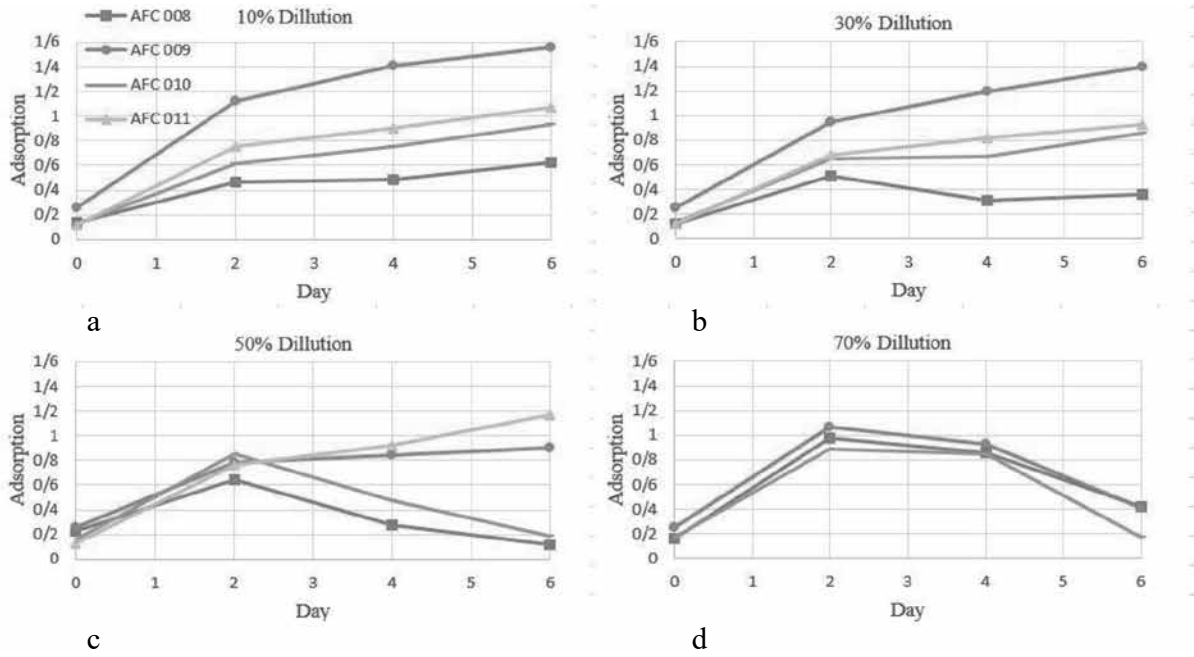 10% Dillution
AFC 008
AFC 009
AFC 010
AFC 011
Adsorption
1/6
1/4
1/2
1
0/8
0/6
0/4
0/2
0
0 1 2 3 4 5 6
Day
a
30% Dillution
Adsorption
1/6
1/4
1/2
1
0/8
0/6
0/4
0/2
0
0 1 2 3 4 5 6
Day
b
50% Dillution
Adsorption
1/6
1/4
1/2
1
0/8
0/6
0/4
0/2
0
0 1 2 3 4 5 6
Day
c
70% Dillution
Adsorption
1/6
1/4
1/2
1
0/8
0/6
0/4
0/2
0
0 1 2 3 4 5 6
Day
d